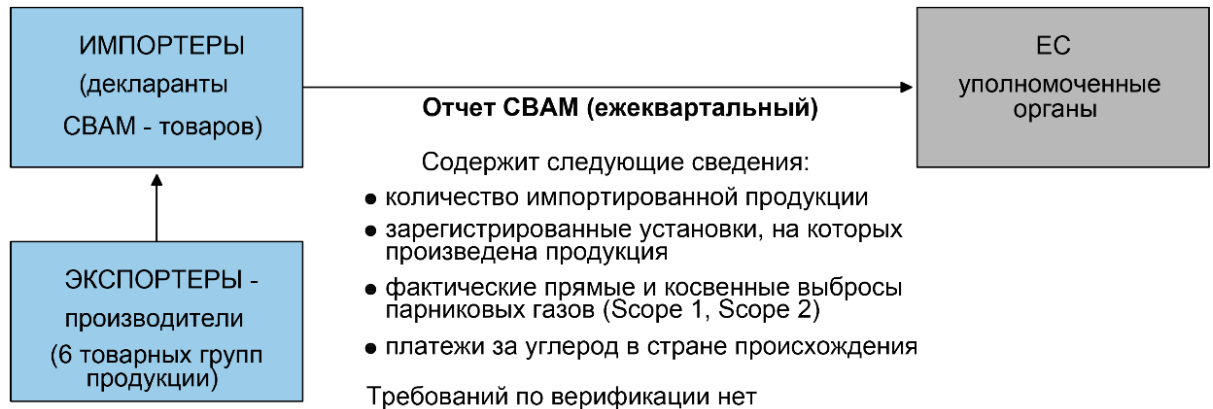 ИМПОРТЕРЫ
(декларанты
СВАМ - товаров)
ЕС
уполномоченные
органы
Отчет СВАМ (ежеквартальный)
Содержит следующие сведения:
● количество импортированной продукции
● зарегистрированные установки, на которых
произведена продукция
● фактические прямые и косвенные выбросы
парниковых газов (Scope 1, Scope 2)
● платежи за углерод в стране происхождения
Требований по верификации нет
ЭКСПОРТЕРЫ -
производители
(6 товарных групп
продукции)